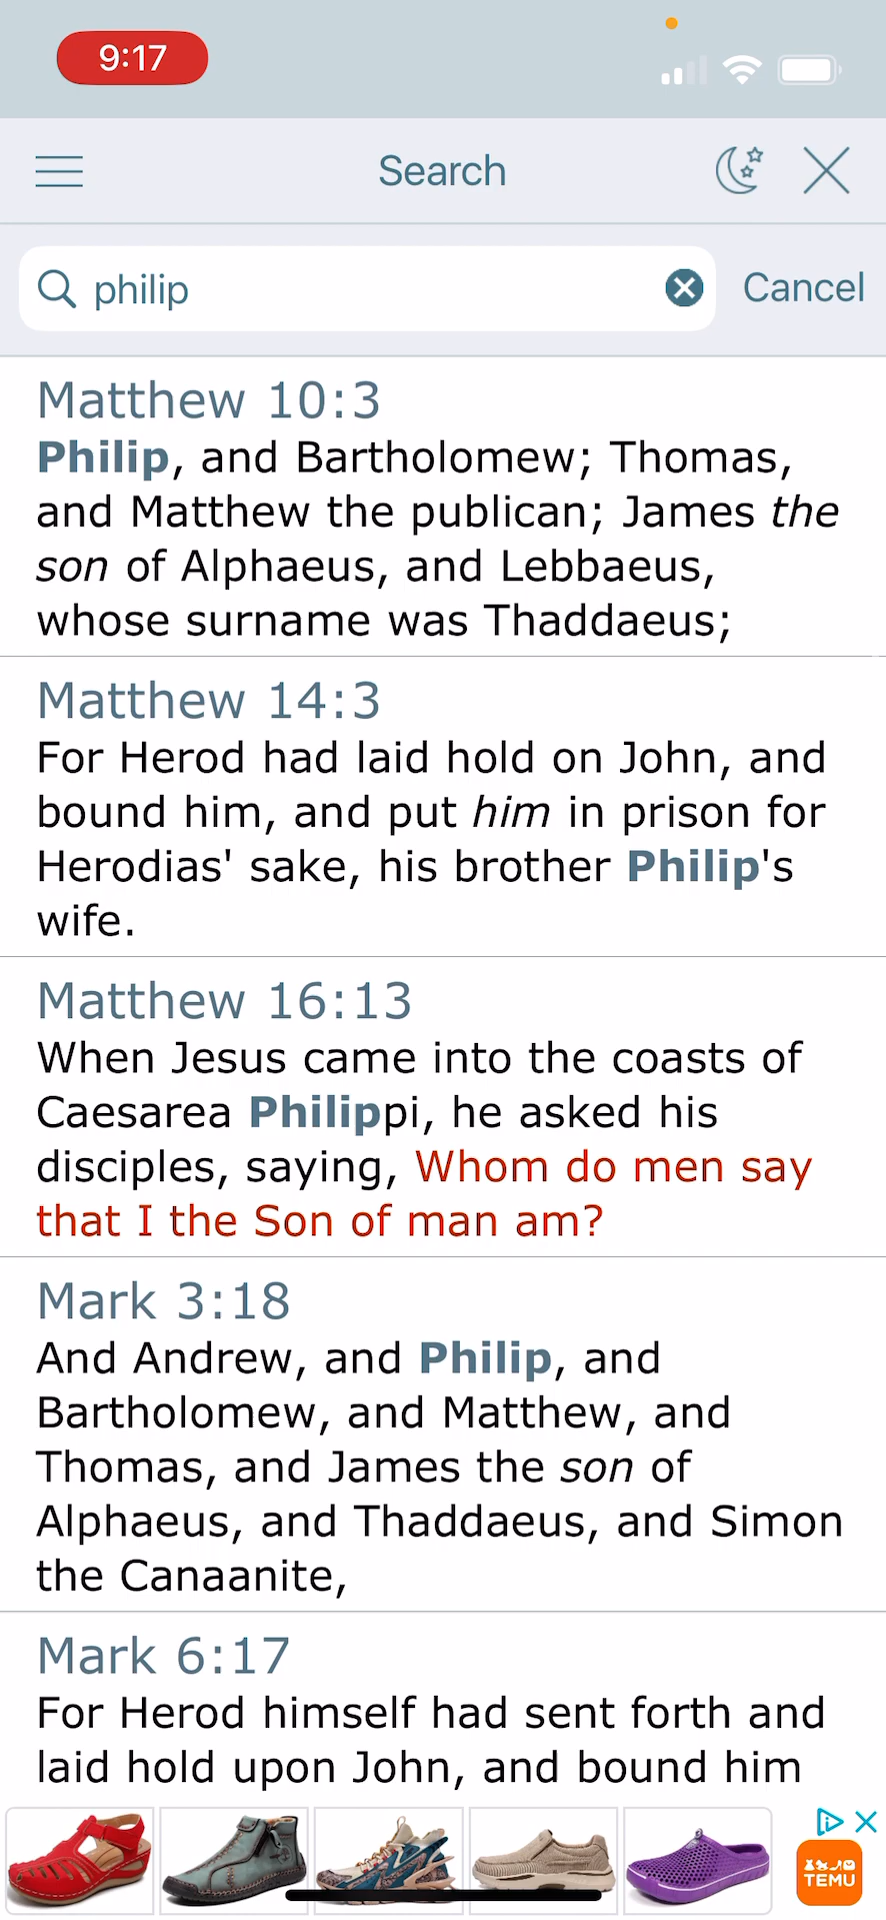 9:17
Search
philip
Cancel
Matthew 10:3
Philip, and Bartholomew; Thomas,
and Matthew the publican; James the
son of Alphaeus, and Lebbaeus,
whose surname was Thaddaeus;
Matthew 14:3
For Herod had laid hold on John, and
bound him, and put him in prison for
Herodias' sake, his brother Philip's
wife.
Matthew 16:13
When Jesus came into the coasts of
Caesarea Philippi, he asked his
disciples, saying, Whom do men say
that I the Son of man am?
Mark 3:18
And Andrew, and Philip, and
Bartholomew, and Matthew, and
Thomas, and James the son of
Alphaeus, and Thaddaeus, and Simon
the Canaanite,
Mark 6:17
For Herod himself had sent forth and
laid hold upon John, and bound him
TEMU